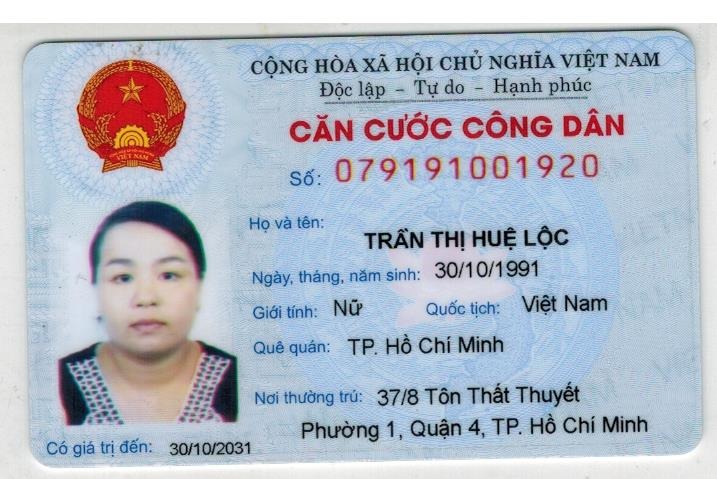 CỘNG HÒA XÃ HỘI CHỦ NGHĨA VIỆT NAM
Độc lập – Tự do – Hạnh phúc
CĂN CƯỚC CÔNG DÂN
Số: 079191001920
Họ và tên:
TRẦN THỊ HUỆ LỘC
Ngày, tháng, năm sinh: 30/10/1991
Giới tính: Nữ Quốc tịch: Việt Nam
Quê quán: TP. Hồ Chí Minh
Nơi thường trú: 37/8 Tôn Thất Thuyết
Phường 1, Quận 4, TP. Hồ Chí Minh
Có giá trị đến: 30/10/2031
VIỆT NAM